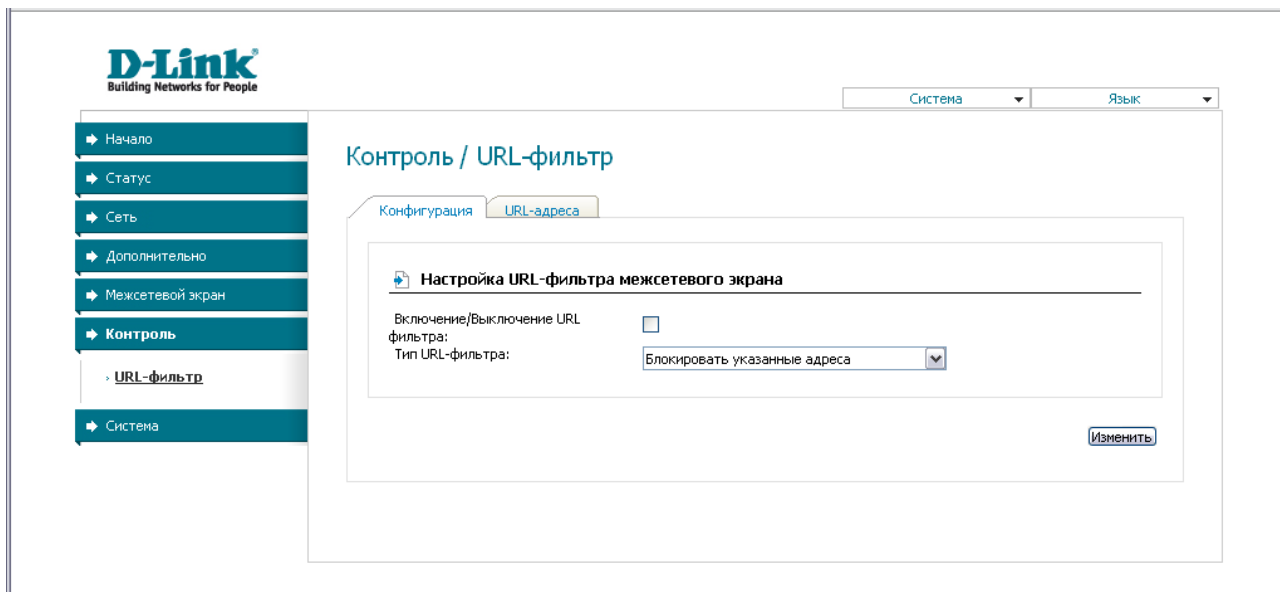 D-Link
Building Networks for People
Система
Язык
Начало
Статус
Сеть
Дополнительно
Межсетевой экран
Контроль
URL-фильтр
Система
Контроль / URL-фильтр
Конфигурация
URL-адреса
Настройка URL-фильтра межсетевого экрана
Включение/Выключение URL
фильтра:
Тип URL-фильтра:
Блокировать указанные адреса
Изменить